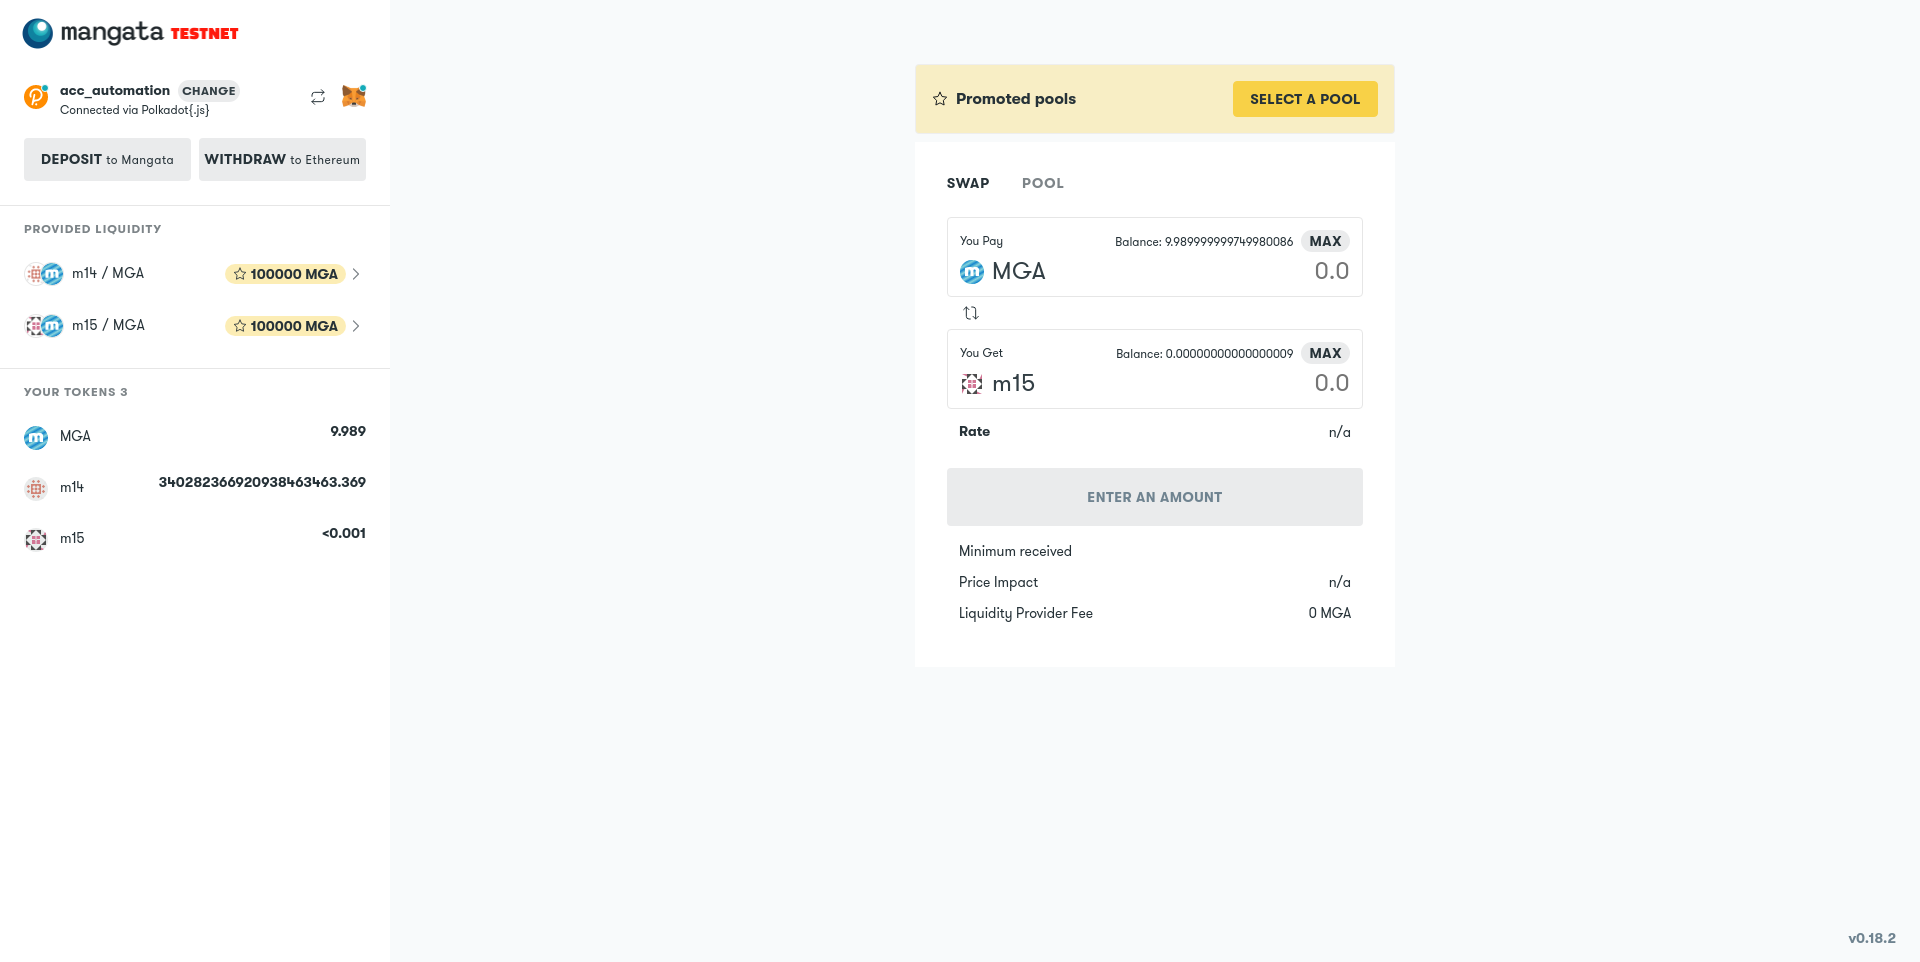 mangata TESTNET
acc_automation CHANGE
Connected via Polkadot{.js}
DEPOSIT to Mangata WITHDRAW to Ethereum
PROVIDED LIQUIDITY
m14 / MGA 100000 MGA
m15 / MGA 100000 MGA
YOUR TOKENS 3
MGA 9.989
m14 340282366920938463463.369
m15 <0.001
Promoted pools SELECT A POOL
SWAP POOL
You Pay Balance: 9.989999999749980086 MAX
MGA 0.0
You Get Balance: 0.00000000000000009 MAX
m15 0.0
Rate n/a
ENTER AN AMOUNT
Minimum received
Price Impact n/a
Liquidity Provider Fee 0 MGA
v0.18.2